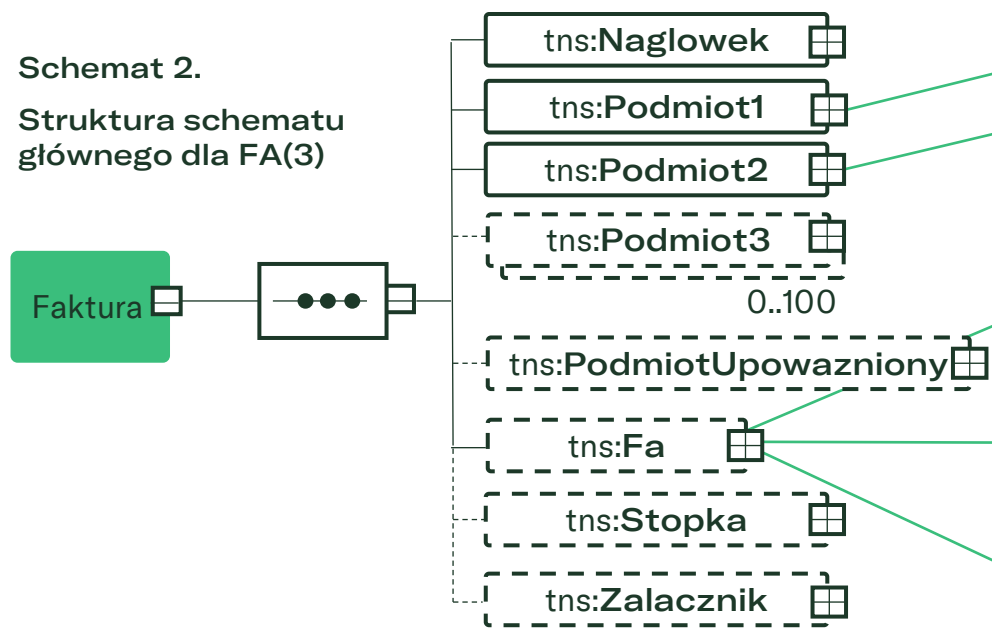 Schemat 2.
Struktura schematu
głównego dla FA(3)
Faktura
tns:Naglowek
tns:Podmiot1
tns:Podmiot2
tns:Podmiot3
0..100
tns:PodmiotUpowazniony
tns:Fa
tns:Stopka
tns:Zalacznik